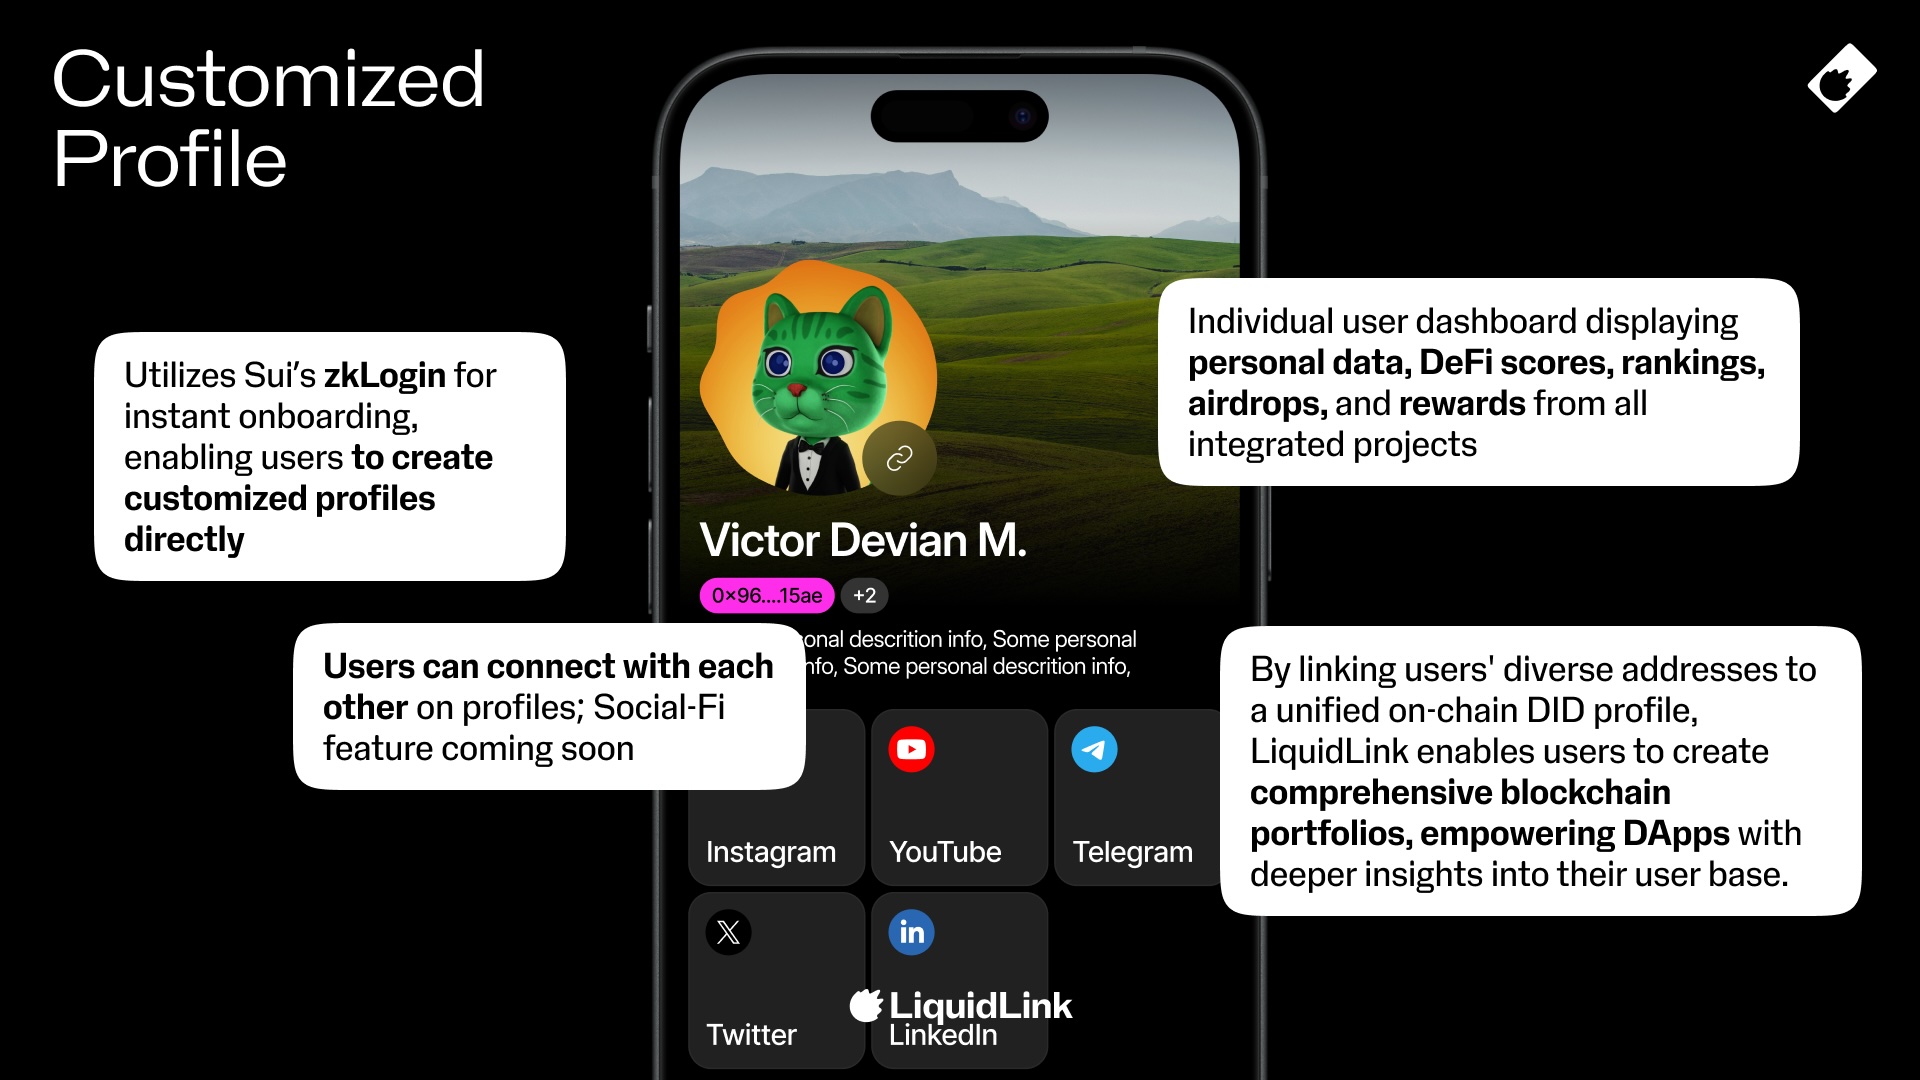 Customized
Profile
Utilizes Sui’s zkLogin for
instant onboarding,
enabling users to create
customized profiles
directly
Individual user dashboard displaying
personal data, DeFi scores, rankings,
airdrops, and rewards from all
integrated projects
Victor Devian M.
0×96....15ae
+2
descrition info, Some personal
Some personal descrition info,
Users can connect with each
other on profiles; Social-Fi
feature coming soon
By linking users' diverse addresses to
a unified on-chain DID profile,
LiquidLink enables users to create
comprehensive blockchain
portfolios, empowering DApps with
deeper insights into their user base.
Instagram
YouTube
Telegram
in
LiquidLink
Twitter
LinkedIn